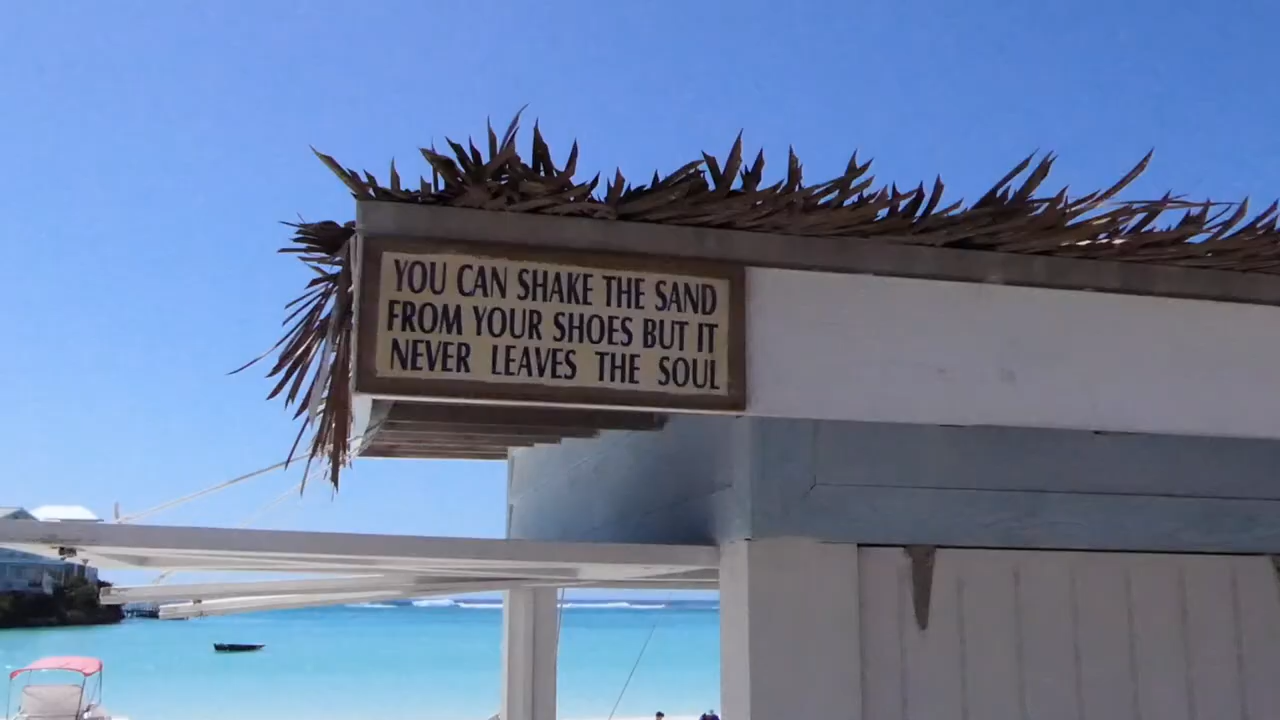 YOU CAN SHAKE THE SAND
FROM YOUR SHOES BUT IT
NEVER LEAVES THE SOUL